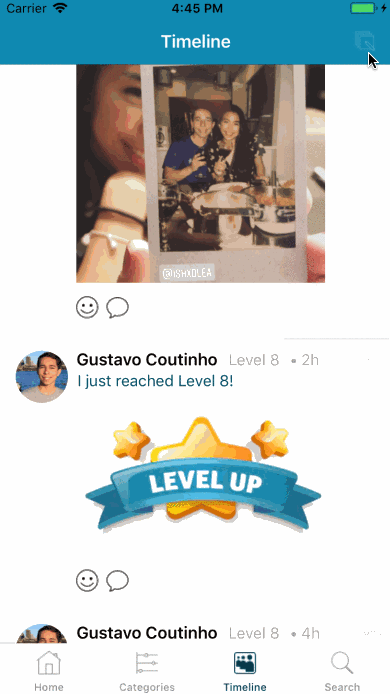 Carrier 4:45 PM
Timeline
@ISHXOLEA
Gustavo Coutinho Level 8 • 2h
I just reached Level 8!
LEVEL UP
Gustavo Coutinho Level 8 • 4h
Home Categories Timeline Search